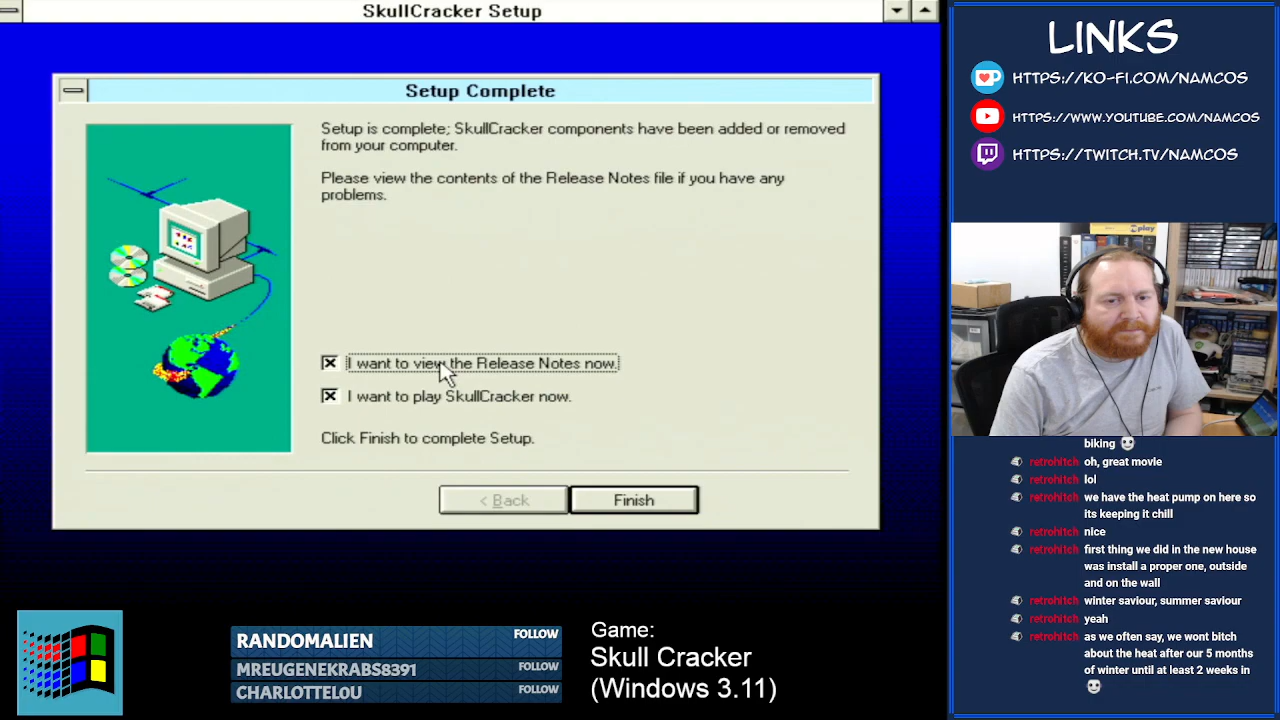 SkullCracker Setup
Setup Complete
Setup is complete; SkullCracker components have been added or removed
from your computer.
Please view the contents of the Release Notes file if you have any
problems.
I want to view the Release Notes now.
I want to play SkullCracker now.
Click Finish to complete Setup.
< Back
Finish
LINKS
HTTPS://KO-FI.COM/NAMCOS
HTTPS://WWW.YOUTUBE.COM/NAMCOS
HTTPS://TWITCH.TV/NAMCOS
play
biking
retrohitch oh, great movie
retrohitch lol
retrohitch we have the heat pump on here so
its keeping it chill
retrohitch nice
retrohitch first thing we did in the new house
was install a proper one, outside
and on the wall
retrohitch winter saviour, summer saviour
retrohitch yeah
retrohitch as we often say, we wont bitch
about the heat after our 5 months
of winter until at least 2 weeks in
RANDOMALIEN FOLLOW
MREUGENEKRABS8391 FOLLOW
CHARLOTTELOU FOLLOW
Game:
Skull Cracker
(Windows 3.11)